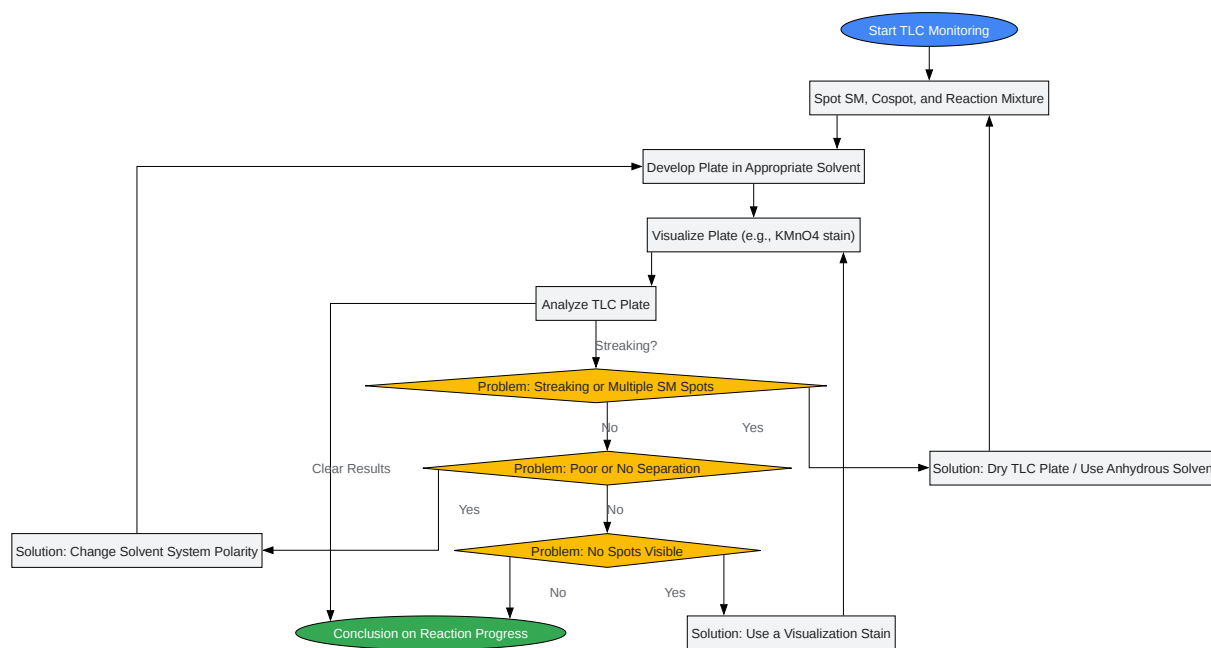 Start TLC Monitoring
Spot SM, Cospot, and Reaction Mixture
Develop Plate in Appropriate Solvent
Visualize Plate (e.g., KMnO4 stain)
Analyze TLC Plate
Streaking?
Problem: Streaking or Multiple SM Spots
No
Yes
Clear Results
Problem: Poor or No Separation
Solution: Dry TLC Plate / Use Anhydrous Solvent
Yes
No
Solution: Change Solvent System Polarity
Problem: No Spots Visible
No
Yes
Conclusion on Reaction Progress
Solution: Use a Visualization Stain